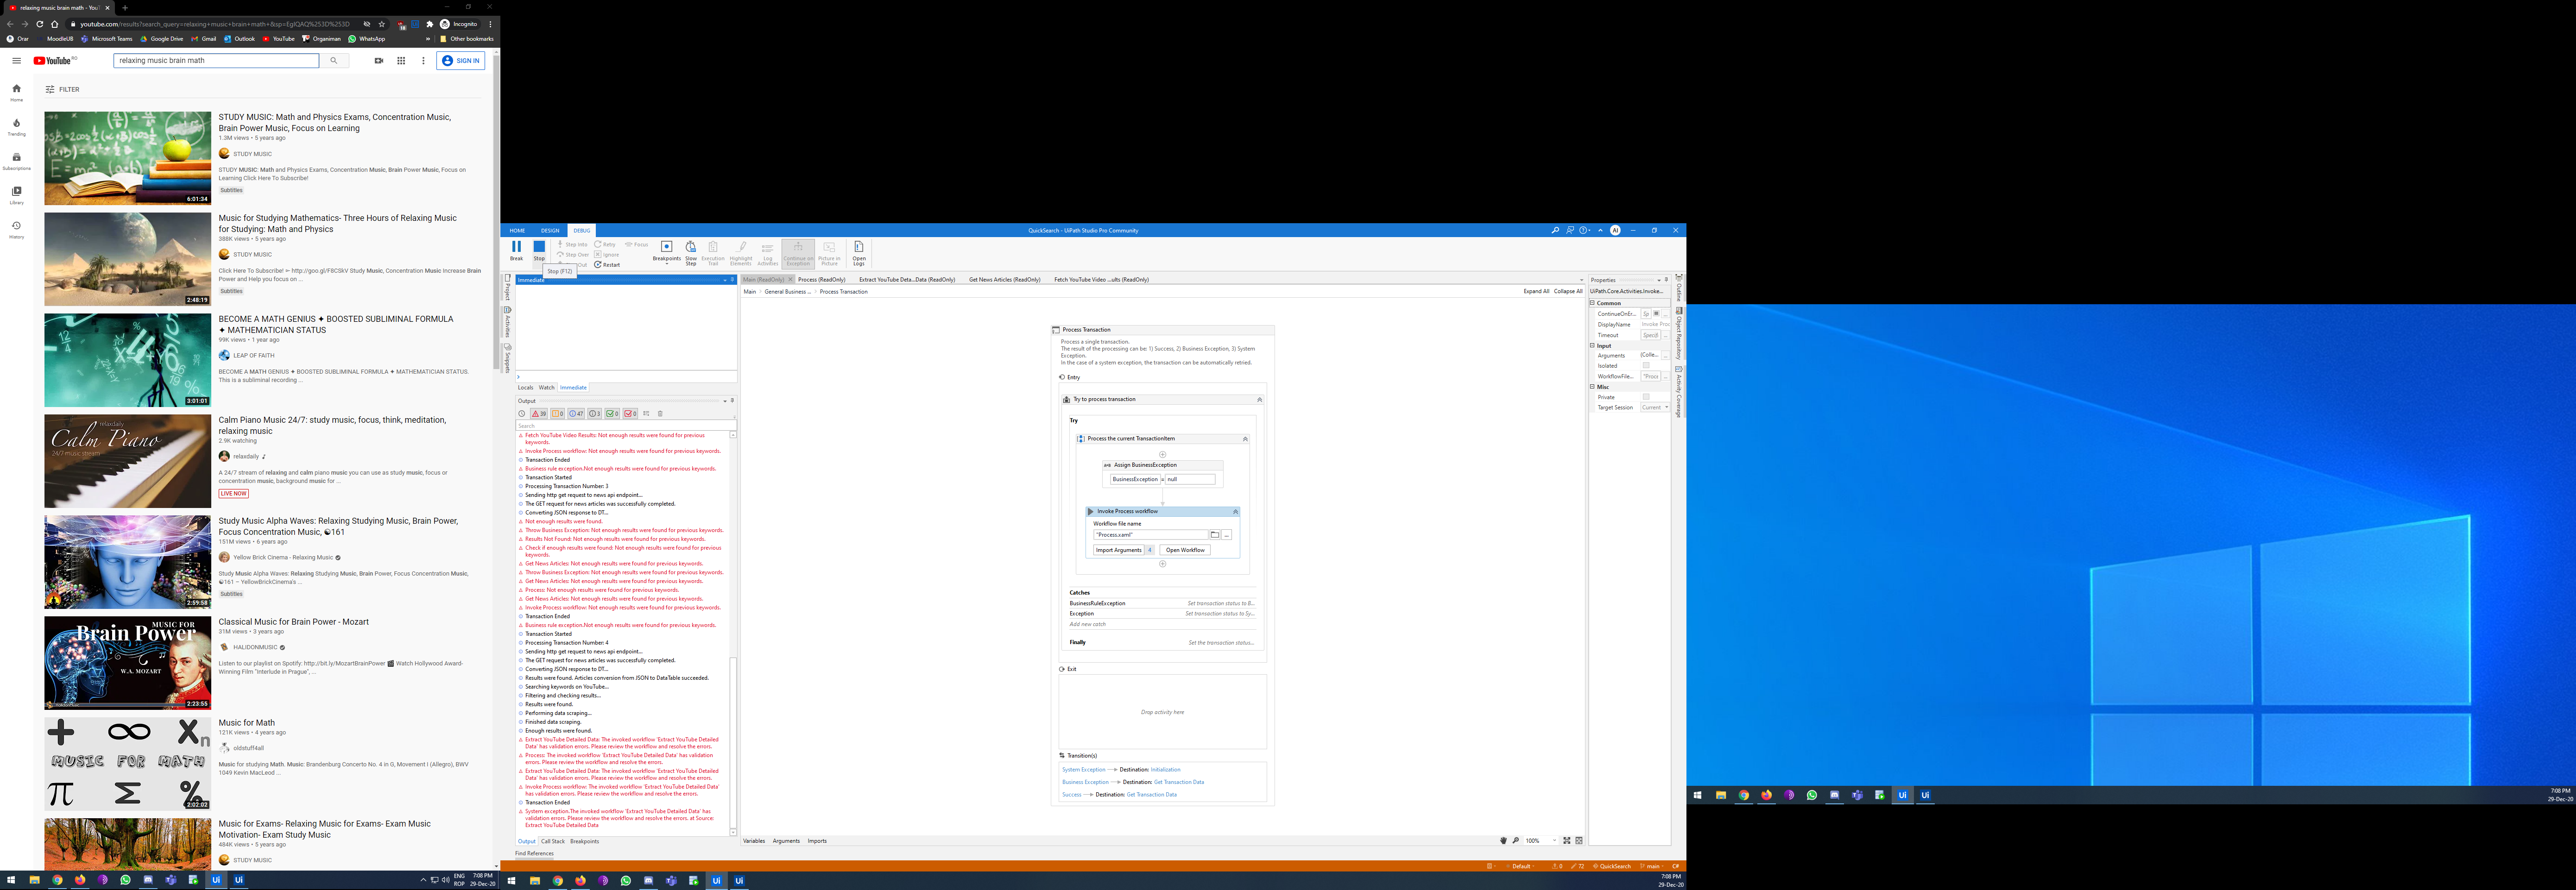 relaxing music brain math - YouT
youtube.com/results?search_query=relaxing+music+brain+math+&sp=EgIQAQ%253D%253D
Incognito
Orar MoodleUB Microsoft Teams Google Drive Gmail Outlook YouTube Organiman WhatsApp » Other bookmarks
YouTube RO
relaxing music brain math
SIGN IN
Home
Trending
Subscriptions
Library
History
FILTER
STUDY MUSIC: Math and Physics Exams, Concentration Music,
Brain Power Music, Focus on Learning
1.3M views • 5 years ago
STUDY MUSIC
STUDY MUSIC: Math and Physics Exams, Concentration Music, Brain Power Music, Focus on
Learning Click Here To Subscribe!
Subtitles
6:01:34
Music for Studying Mathematics- Three Hours of Relaxing Music
for Studying: Math and Physics
388K views • 5 years ago
STUDY MUSIC
Click Here To Subscribe! ➵ http://goo.gl/F8CSkV Study Music, Concentration Music Increase Brain
Power and Help you focus on ...
Subtitles
2:48:19
BECOME A MATH GENIUS ✦ BOOSTED SUBLIMINAL FORMULA
✦ MATHEMATICIAN STATUS
99K views • 1 year ago
LEAP OF FAITH
BECOME A MATH GENIUS ✦ BOOSTED SUBLIMINAL FORMULA ✦ MATHEMATICIAN STATUS.
This is a subliminal recording ...
3:01:01
relaxdaily
Calm Piano
24/7 music stream
Calm Piano Music 24/7: study music, focus, think, meditation,
relaxing music
2.9K watching
relaxdaily ♪
A 24/7 stream of relaxing and calm piano music you can use as study music, focus or
concentration music, background music for ...
LIVE NOW
Study Music Alpha Waves: Relaxing Studying Music, Brain Power,
Focus Concentration Music, ☯161
151M views • 6 years ago
Yellow Brick Cinema - Relaxing Music
Study Music Alpha Waves: Relaxing Studying Music, Brain Power, Focus Concentration Music,
☯161 – YellowBrickCinema's ...
Subtitles
2:59:58
MUSIC FOR
Brain Power
W.A. MOZART
2:23:55
Classical Music for Brain Power - Mozart
31M views • 3 years ago
HALIDONMUSIC
Listen to our playlist on Spotify: http://bit.ly/MozartBrainPower 🎬 Watch Hollywood Award-
Winning Film "Interlude in Prague", ...
+ ∞ Xn
MUSIC FOR MATH
π Σ %
2:02:02
Music for Math
121K views • 4 years ago
oldstuff4all
Music for studying Math. Music: Brandenburg Concerto No. 4 in G, Movement I (Allegro), BWV
1049 Kevin MacLeod ...
Music for Exams- Relaxing Music for Exams- Exam Music
Motivation- Exam Study Music
484K views • 5 years ago
STUDY MUSIC
ENG
ROP
7:08 PM
29-Dec-20
HOME DESIGN DEBUG
QuickSearch - UiPath Studio Pro Community
AI
Break Stop
Step Into Retry Focus
Step Over Ignore
Out Restart
Stop (F12)
Breakpoints
Slow Step
Execution Trail
Highlight Elements
Log Activities
Continue on Exception
Picture in Picture
Open Logs
Project
Activities
Snippets
Immediate
Locals Watch Immediate
Output
39 0 47 3 0 0
Search
Fetch YouTube Video Results: Not enough results were found for previous
keywords.
Invoke Process workflow: Not enough results were found for previous keywords.
Transaction Ended
Business rule exception.Not enough results were found for previous keywords.
Transaction Started
Processing Transaction Number: 3
Sending http get request to news api endpoint...
The GET request for news articles was successfully completed.
Converting JSON response to DT...
Not enough results were found.
Throw Business Exception: Not enough results were found for previous keywords.
Results Not Found: Not enough results were found for previous keywords.
Check if enough results were found: Not enough results were found for previous
keywords.
Get News Articles: Not enough results were found for previous keywords.
Throw Business Exception: Not enough results were found for previous keywords.
Get News Articles: Not enough results were found for previous keywords.
Process: Not enough results were found for previous keywords.
Get News Articles: Not enough results were found for previous keywords.
Invoke Process workflow: Not enough results were found for previous keywords.
Transaction Ended
Business rule exception.Not enough results were found for previous keywords.
Transaction Started
Processing Transaction Number: 4
Sending http get request to news api endpoint...
The GET request for news articles was successfully completed.
Converting JSON response to DT...
Results were found. Articles conversion from JSON to DataTable succeeded.
Searching keywords on YouTube...
Filtering and checking results...
Results were found.
Performing data scraping...
Finished data scraping.
Enough results were found.
Extract YouTube Detailed Data: The invoked workflow 'Extract YouTube Detailed
Data' has validation errors. Please review the workflow and resolve the errors.
Process: The invoked workflow 'Extract YouTube Detailed Data' has validation
errors. Please review the workflow and resolve the errors.
Extract YouTube Detailed Data: The invoked workflow 'Extract YouTube Detailed
Data' has validation errors. Please review the workflow and resolve the errors.
Invoke Process workflow: The invoked workflow 'Extract YouTube Detailed Data'
has validation errors. Please review the workflow and resolve the errors.
Transaction Ended
System exception.The invoked workflow 'Extract YouTube Detailed Data' has
validation errors. Please review the workflow and resolve the errors. at Source:
Extract YouTube Detailed Data
Output Call Stack Breakpoints
Find References
Main (ReadOnly) Process (ReadOnly) Extract YouTube Deta...Data (ReadOnly) Get News Articles (ReadOnly) Fetch YouTube Video ...ults (ReadOnly)
Main > General Business ... > Process Transaction
Expand All Collapse All
Process Transaction
Process a single transaction.
The result of the processing can be: 1) Success, 2) Business Exception, 3) System
Exception.
In the case of a system exception, the transaction can be automatically retried.
Entry
Try to process transaction
Try
Process the current TransactionItem
Assign BusinessException
BusinessException = null
Invoke Process workflow
Workflow file name
"Process.xaml"
Import Arguments 4 Open Workflow
Catches
BusinessRuleException Set transaction status to B...
Exception Set transaction status to Sy...
Add new catch
Finally Set the transaction status...
Exit
Drop activity here
Transition(s)
System Exception Destination: Initialization
Business Exception Destination: Get Transaction Data
Success Destination: Get Transaction Data
Variables Arguments Imports
100%
Properties
UiPath.Core.Activities.Invoke...
Common
ContinueOnEr...
DisplayName Invoke Proc
Timeout
Input
Arguments (Colle...
Isolated
WorkflowFile... "Proce
Misc
Private
Target Session Current
Outline
Object Repository
Activity Coverage
Default 0 72 QuickSearch main C#
7:08 PM
29-Dec-20
7:08 PM
29-Dec-20